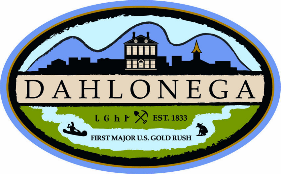 DAHLONEGA
Ꮣ Ꮆ Ꮒ Ꭸ EST. 1833
FIRST MAJOR U.S. GOLD RUSH